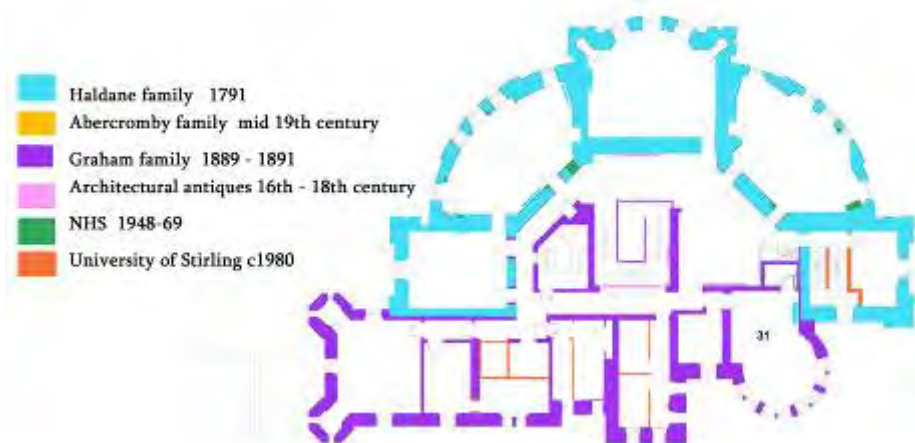 Haldane family 1791
Abercromby family mid 19th century
Graham family 1889 - 1891
Architectural antiques 16th - 18th century
NHS 1948-69
University of Stirling c1980
31